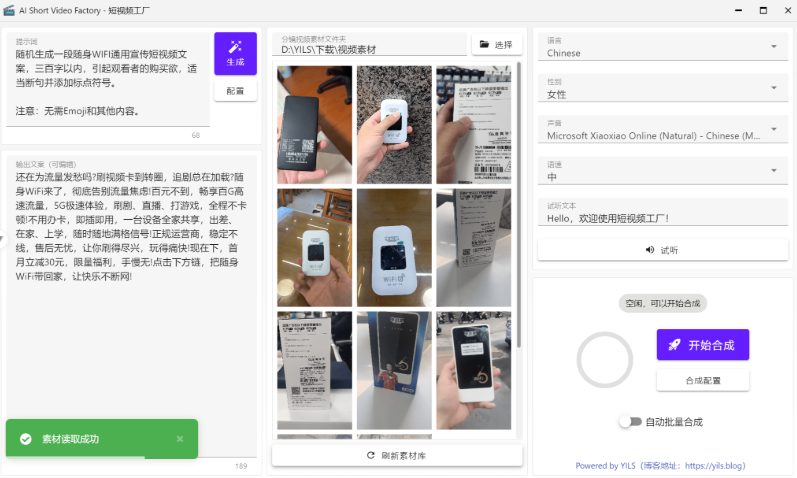 AI Short Video Factory - 短视频工厂
提示词
随机生成一段随身WIFI通用宣传短视频文
案，三百字以内，引起观看者的购买欲，适
当断句并添加标点符号。
注意：无需Emoji和其他内容。
68
生成
配置
输出文案（可编辑）
还在为流量发愁吗?刷视频卡到转圈，追剧总在加载?随
身WiFi来了，彻底告别流量焦虑!百元不到，畅享百G高
速流量，5G极速体验，刷剧、直播、打游戏，全程不卡
顿!不用办卡，即插即用，一台设备全家共享，出差、
在家、上学，随时随地满格信号!正规运营商，稳定不
线，售后无忧，让你刷得尽兴，玩得痛快!现在下，首
月立减30元，限量福利，手慢无!点击下方链，把随身
WiFi带回家，让快乐不断网!
素材读取成功
189
分镜视频素材文件夹
D:\YILS\下载\视频素材
选择
WiFi
刷新素材库
语言
Chinese
性别
女性
声音
Microsoft Xiaoxiao Online (Natural) - Chinese (M...
语速
中
试听文本
Hello，欢迎使用短视频工厂！
试听
空闲，可以开始合成
开始合成
合成配置
自动批量合成
Powered by YILS（博客地址：https://yils.blog）